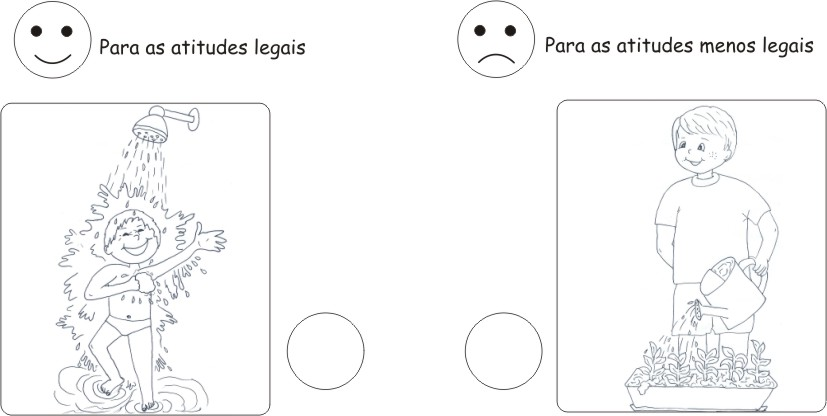 Para as atitudes legais
Para as atitudes menos legais